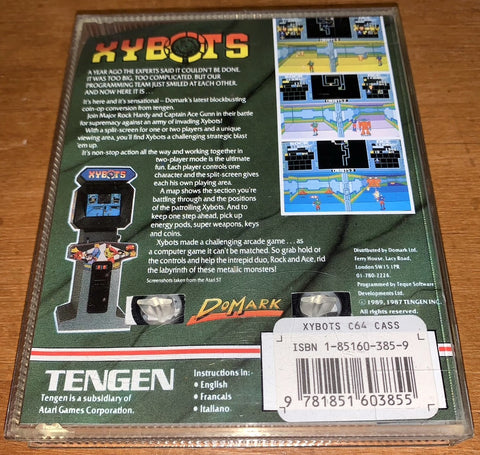 XYBOTS
A YEAR AGO THE EXPERTS SAID IT COULDN'T BE DONE.
IT WAS TOO BIG, TOO COMPLICATED. BUT OUR
PROGRAMMING TEAM JUST SMILED AT EACH OTHER.
AND NOW HERE IT IS . . .
It's here and it's sensational – Domark's latest blockbusting
coin-op conversion from tengen.
Join Major Rock Hardy and Captain Ace Gunn in their battle
for supremacy against an army of invading Xybots!
With a split-screen for one or two players and a unique
viewing area, you'll find Xybots a challenging strategic blast
'em up.
It's non-stop action all the way and working together in
two-player mode is the ultimate
fun. Each player controls one
character and the split-screen gives
each his own playing area.
A map shows the section you're
battling through and the positions
of the patrolling Xybots. And to
keep one step ahead, pick up
energy pods, super weapons, keys
and coins.
Xybots made a challenging arcade game . . . as
a computer game it can't be matched. So grab hold or
the controls and help the intrepid duo, Rock and Ace, rid
the labyrinth of these metallic monsters!
Screenshots taken from the Atari ST
XYBOTS
Distributed by Domark Ltd.
Ferry House, Lacy Road,
London SW15 1PR
01-780-2224.
Programmed by Teque Software
Developments Ltd.
© 1989, 1987 TENGEN INC.
All rights reserved.
DOMARK
XYBOTS C64 CASS
ISBN 1-85160-385-9
9 781851 603855
TENGEN
Tengen is a subsidiary of
Atari Games Corporation.
Instructions in:-
• English
• Francais
• Italiano